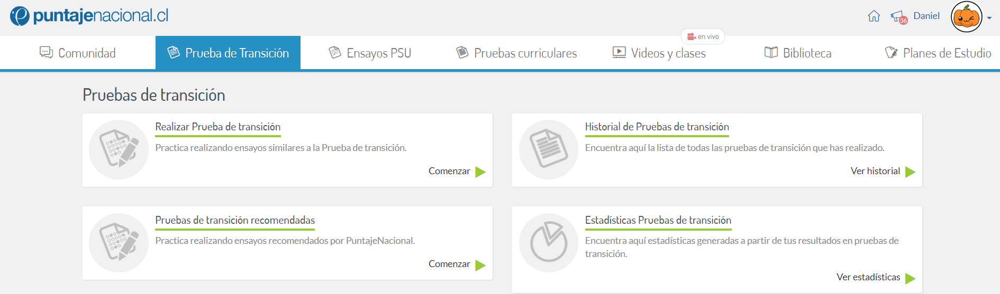 puntajenacional.cl
36
Daniel
en vivo
Comunidad
Prueba de Transición
Ensayos PSU
Pruebas curriculares
Videos y clases
Biblioteca
Planes de Estudio
Pruebas de transición
Realizar Prueba de transición
Practica realizando ensayos similares a la Prueba de transición.
Comenzar
Historial de Pruebas de transición
Encuentra aquí la lista de todas las pruebas de transición que has realizado.
Ver historial
Pruebas de transición recomendadas
Practica realizando ensayos recomendados por PuntajeNacional.
Comenzar
Estadísticas Pruebas de transición
Encuentra aquí estadísticas generadas a partir de tus resultados en pruebas de
transición.
Ver estadísticas